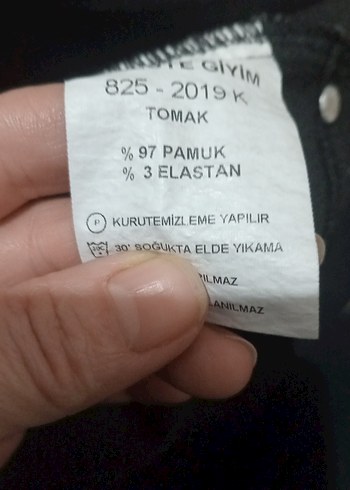 GİYİM
825 - 2019 K
TOMAK
% 97 PAMUK
% 3 ELASTAN
P KURUTEMİZLEME YAPILIR
30° SOĞUKTA ELDE YIKAMA